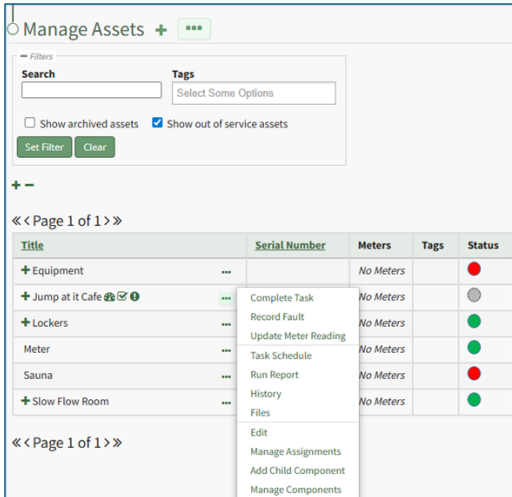 Manage Assets + •••
Filters
Search
Tags
Select Some Options
Show archived assets
Show out of service assets
Set Filter
Clear
+ −
≪ < Page 1 of 1 > ≫
Title Serial Number Meters Tags Status
+ Equipment ••• No Meters
+ Jump at it Cafe ••• No Meters
+ Lockers ••• No Meters
Meter ••• No Meters
Sauna ••• No Meters
+ Slow Flow Room ••• No Meters
Complete Task
Record Fault
Update Meter Reading
Task Schedule
Run Report
History
Files
Edit
Manage Assignments
Add Child Component
Manage Components
≪ < Page 1 of 1 > ≫